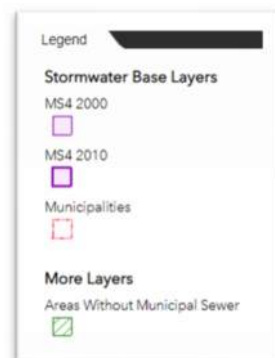 Legend
Stormwater Base Layers
MS4 2000
MS4 2010
Municipalities
More Layers
Areas Without Municipal Sewer